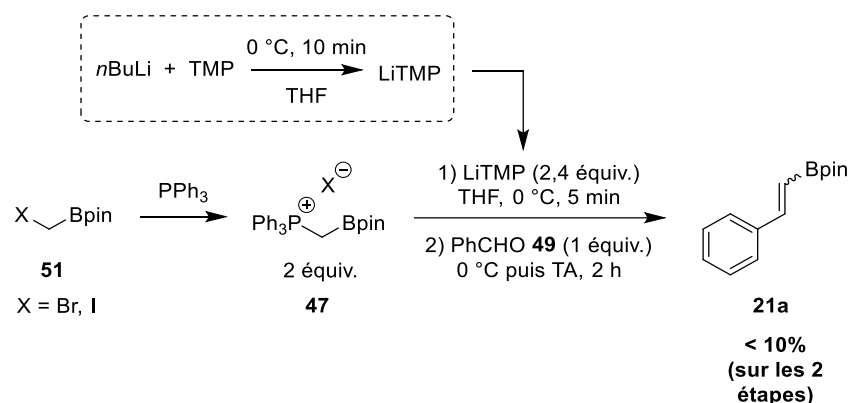 0 °C, 10 min
nBuLi + TMP LiTMP
THF
X⊖
PPh3
1) LiTMP (2,4 équiv.)
THF, 0 °C, 5 min
Bpin
X Bpin
Ph3P⊕ Bpin
2) PhCHO 49 (1 équiv.)
0 °C puis TA, 2 h
51
2 équiv.
X = Br, I
47
21a
< 10%
(sur les 2
étapes)